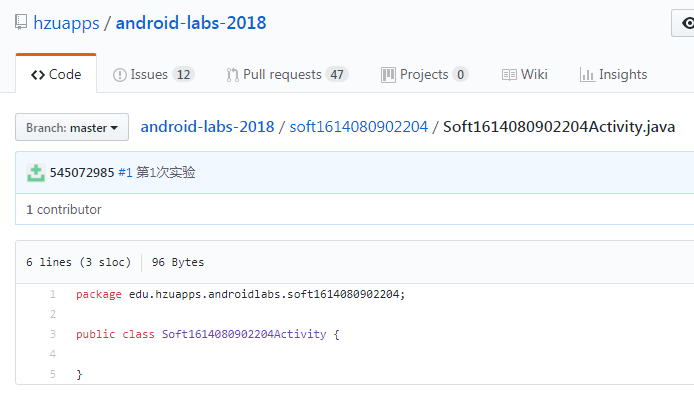 hzuapps / android-labs-2018
Code Issues 12 Pull requests 47 Projects 0 Wiki Insights
Branch: master android-labs-2018 / soft1614080902204 / Soft1614080902204Activity.java
545072985 #1 第1次实验
1 contributor
6 lines (3 sloc) 96 Bytes
1 package edu.hzuapps.androidlabs.soft1614080902204;
2
3 public class Soft1614080902204Activity {
4
5 }